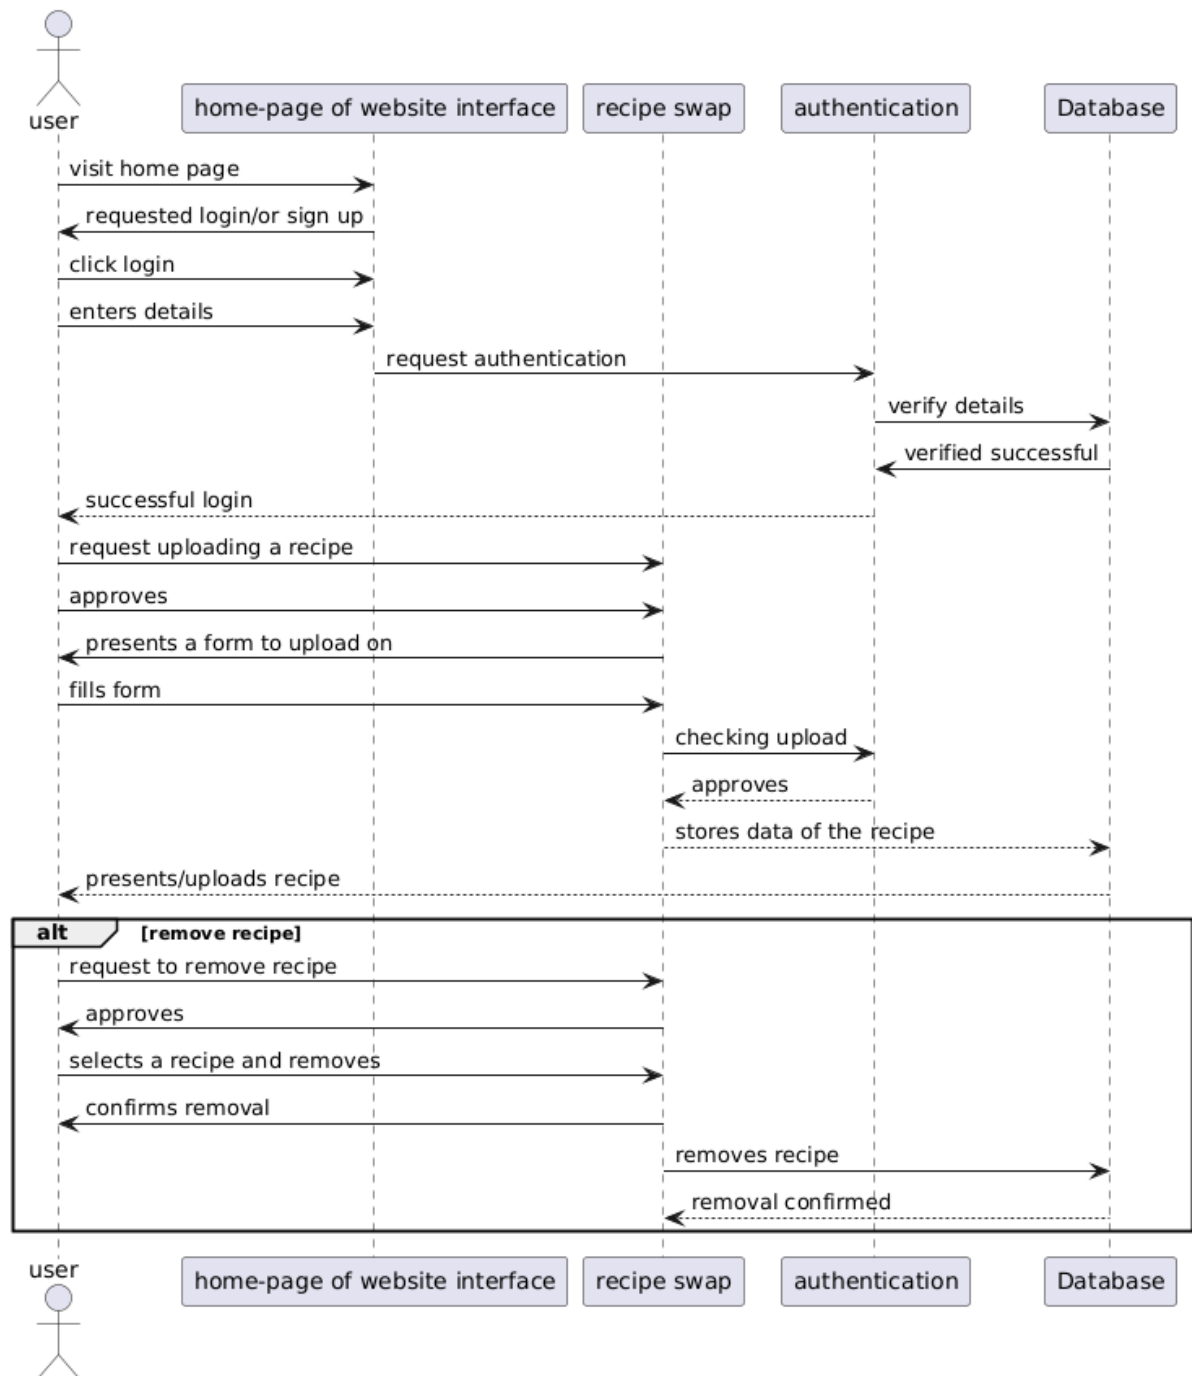 user
home-page of website interface
recipe swap
authentication
Database
visit home page
requested login/or sign up
click login
enters details
request authentication
verify details
verified successful
successful login
request uploading a recipe
approves
presents a form to upload on
fills form
checking upload
approves
stores data of the recipe
presents/uploads recipe
alt [remove recipe]
request to remove recipe
approves
selects a recipe and removes
confirms removal
removes recipe
removal confirmed
user
home-page of website interface
recipe swap
authentication
Database